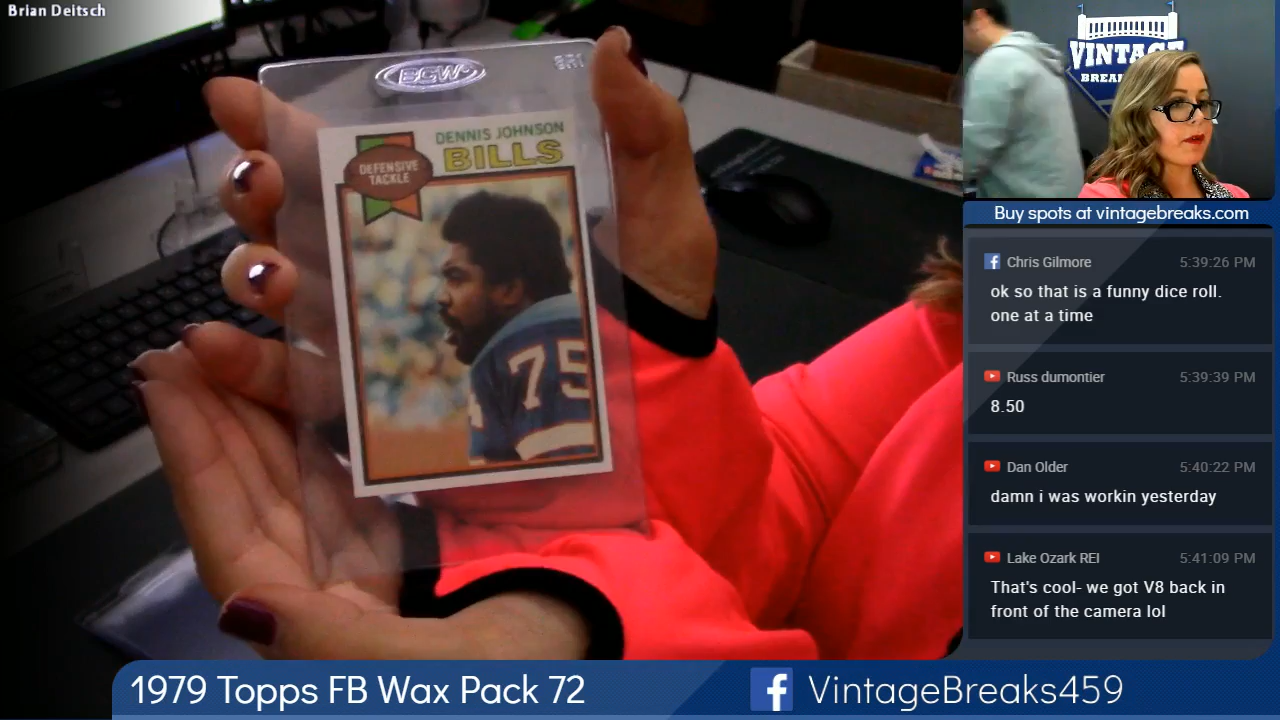 Brian Deitsch
BCW
DENNIS JOHNSON
BILLS
DEFENSIVE
TACKLE
75
VINTAGE
BREA
Buy spots at vintagebreaks.com
Chris Gilmore 5:39:26 PM
ok so that is a funny dice roll.
one at a time
Russ dumontier 5:39:39 PM
8.50
Dan Older 5:40:22 PM
damn i was workin yesterday
Lake Ozark REI 5:41:09 PM
That's cool- we got V8 back in
front of the camera lol
1979 Topps FB Wax Pack 72
f VintageBreaks459